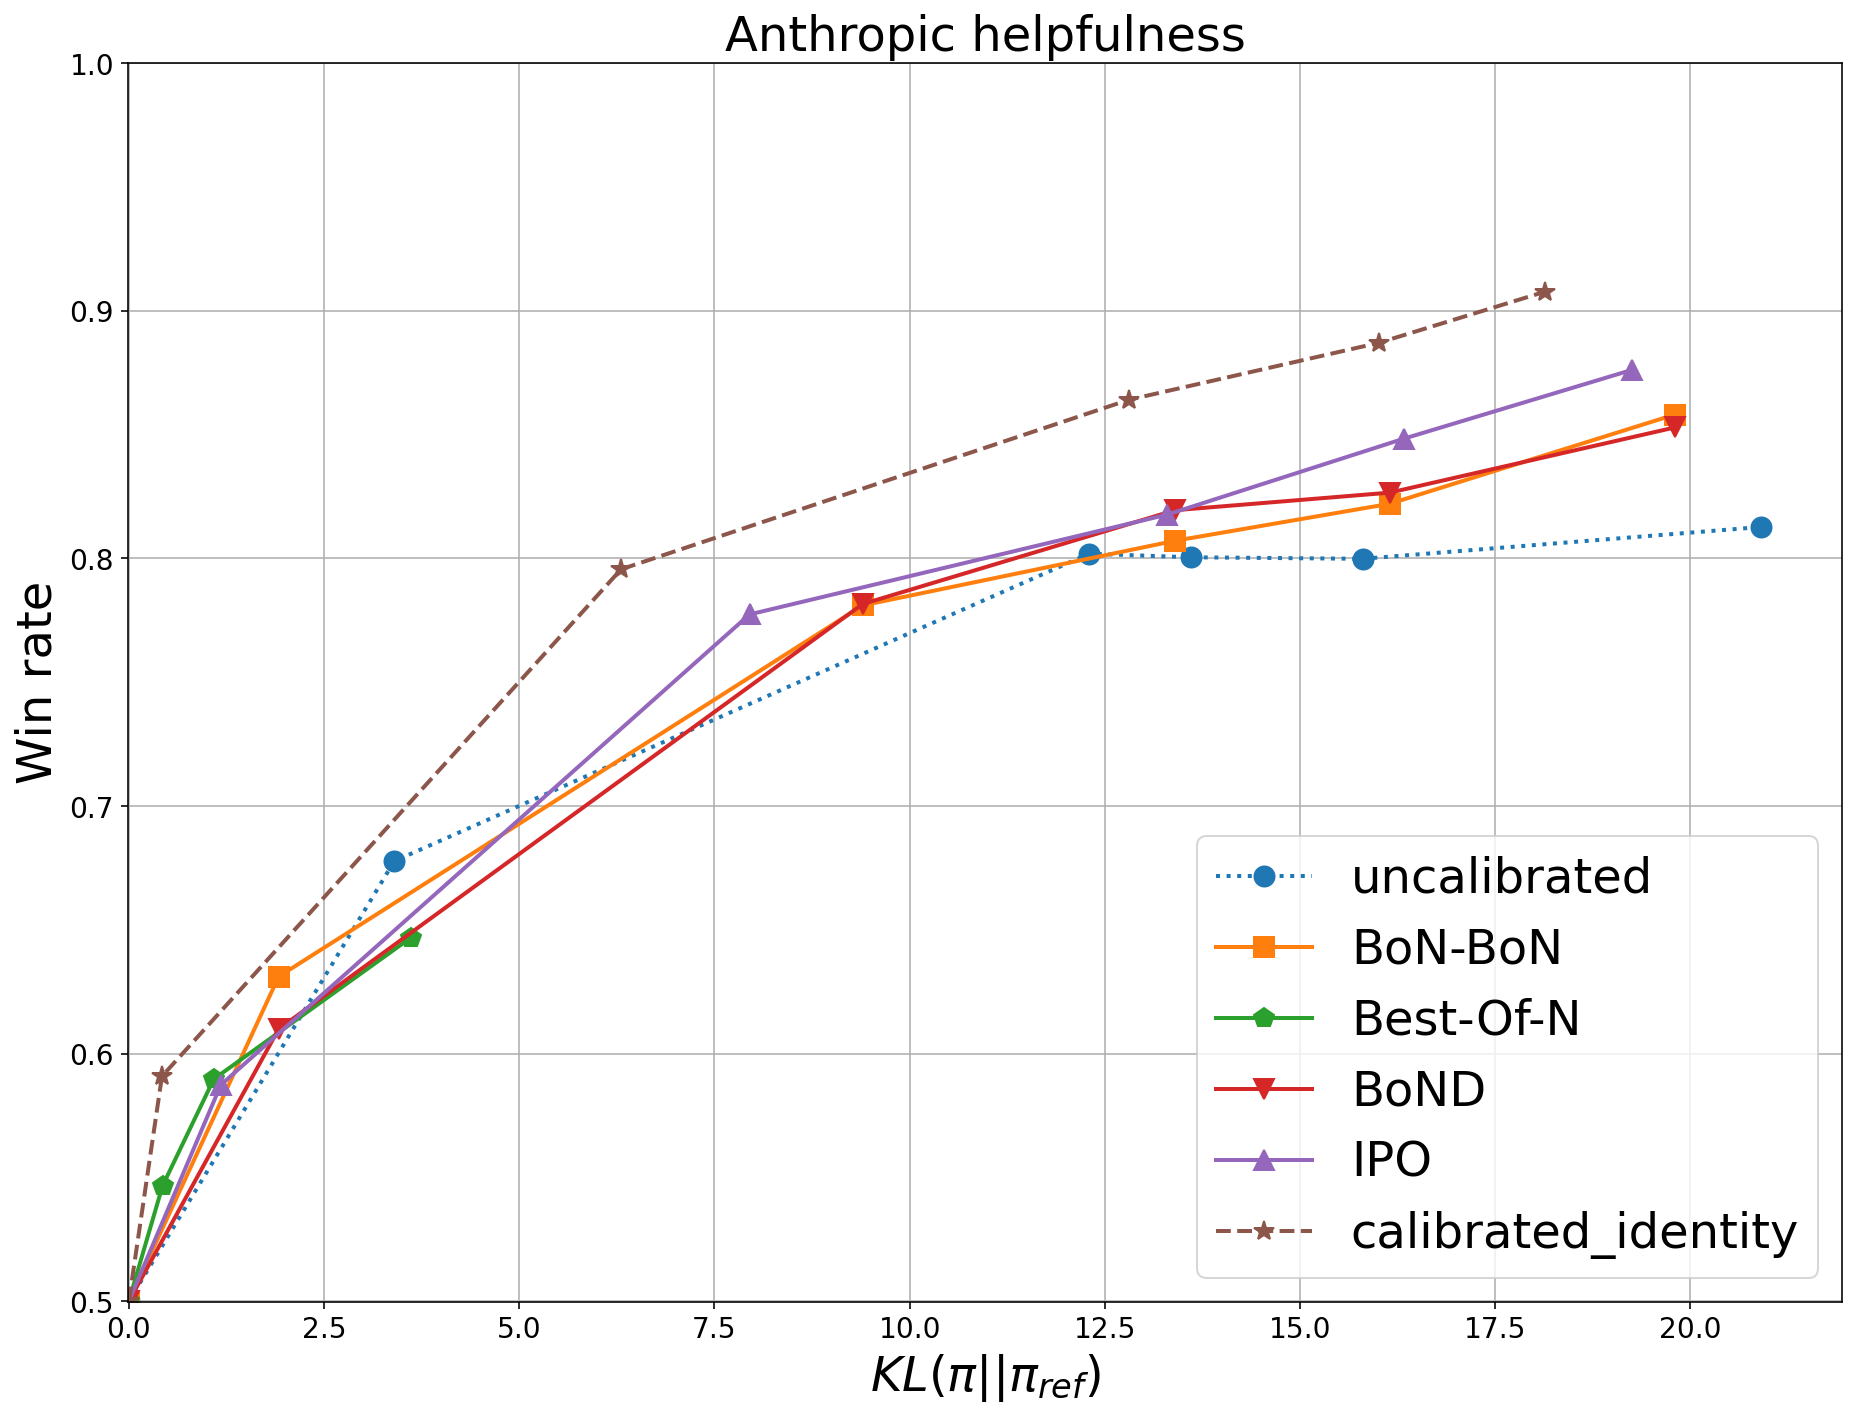 Anthropic helpfulness
1.0
0.9
0.8
0.7
0.6
0.5
Win rate
0.0 2.5 5.0 7.5 10.0 12.5 15.0 17.5 20.0
KL(π||π_ref)
uncalibrated
BoN-BoN
Best-Of-N
BoND
IPO
calibrated_identity